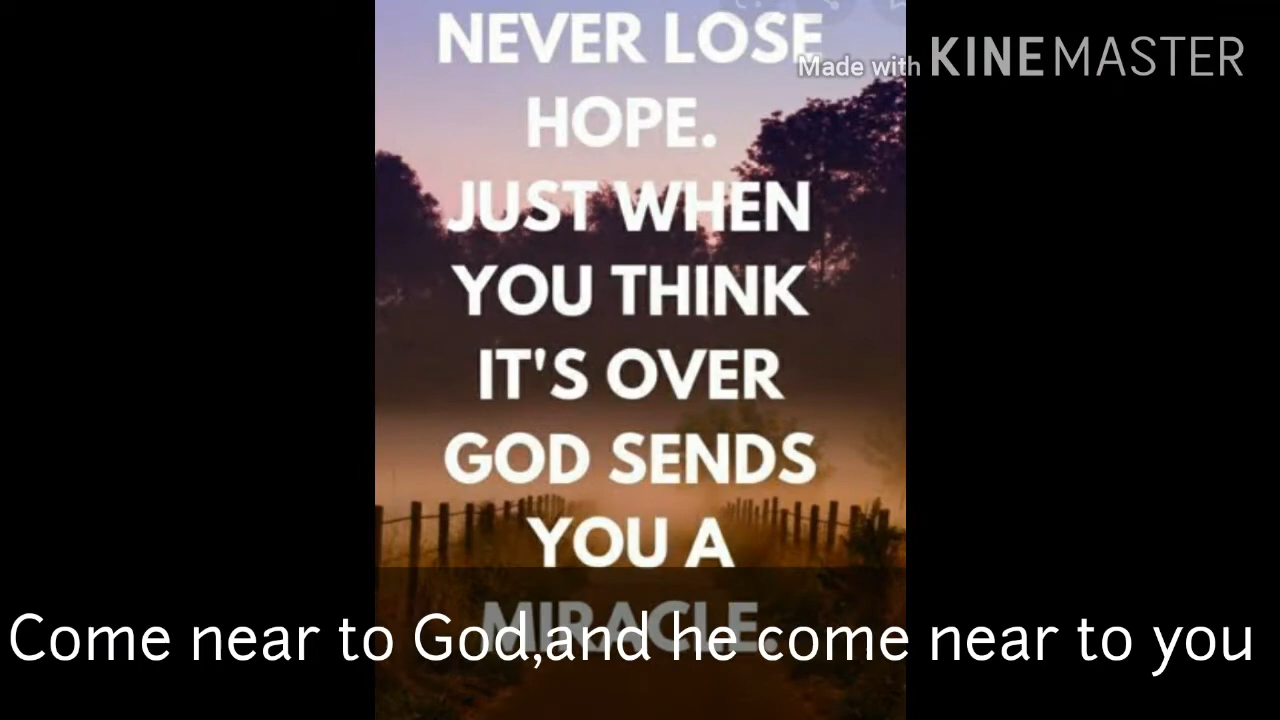 NEVER LOSE
Made with KINEMASTER
HOPE.
JUST WHEN
YOU THINK
IT'S OVER
GOD SENDS
YOU A
MIRACLE.
Come near to God,and he come near to you